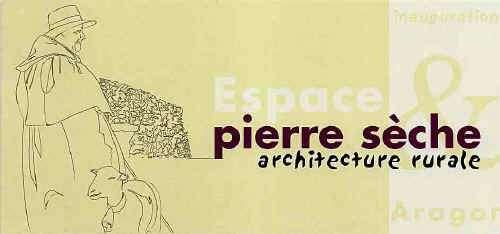 inauguration
Espace &
pierre sèche
architecture rurale
Aragon